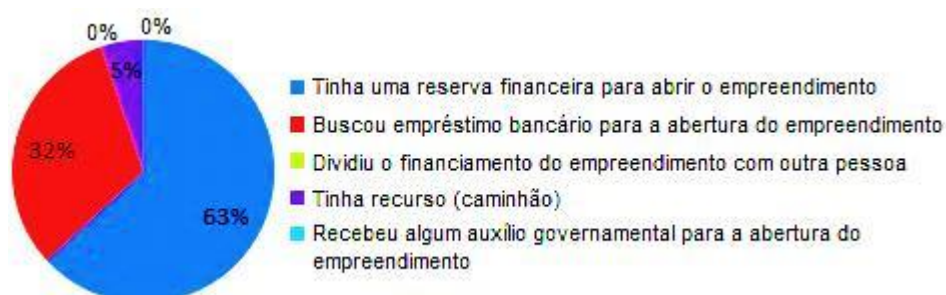 0%
0%
5%
32%
63%
Tinha uma reserva financeira para abrir o empreendimento
Buscou empréstimo bancário para a abertura do empreendimento
Dividiu o financiamento do empreendimento com outra pessoa
Tinha recurso (caminhão)
Recebeu algum auxílio governamental para a abertura do
empreendimento